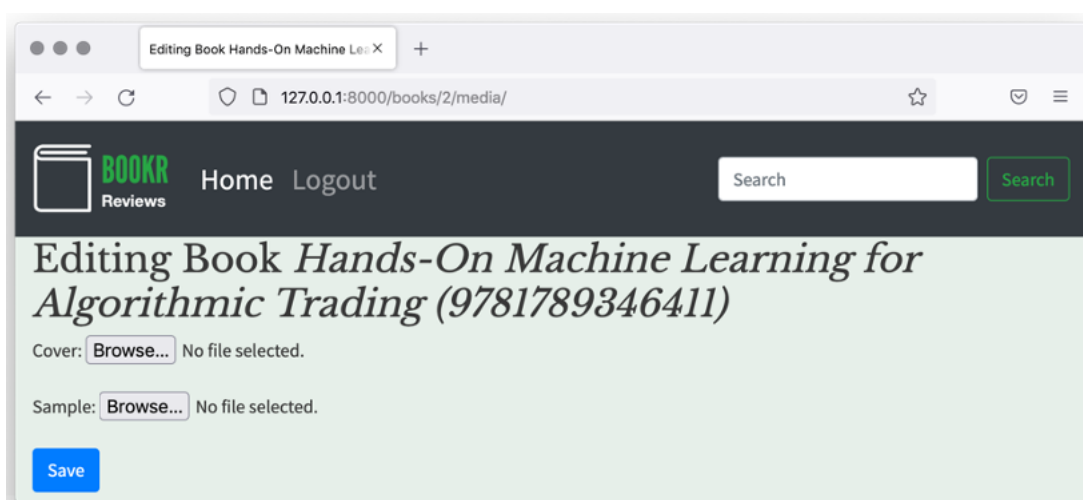 Editing Book Hands-On Machine Lea
127.0.0.1:8000/books/2/media/
BOOKR
Reviews
Home Logout
Search
Search
Editing Book Hands-On Machine Learning for
Algorithmic Trading (9781789346411)
Cover: Browse... No file selected.
Sample: Browse... No file selected.
Save